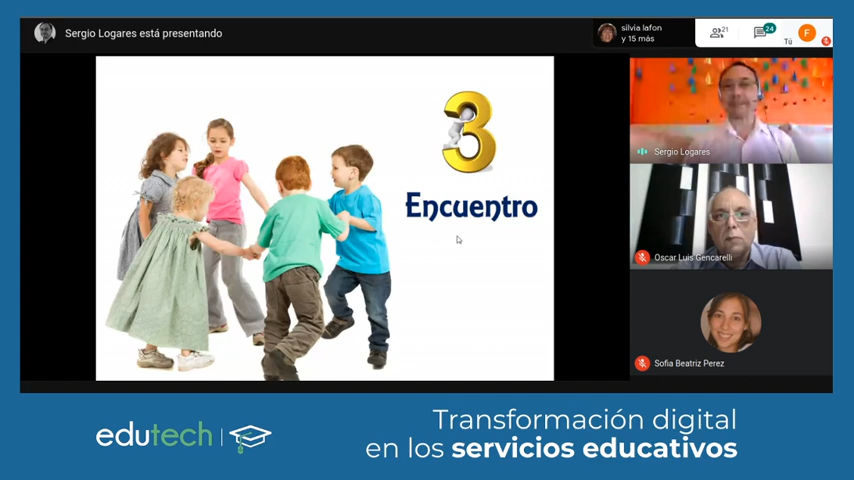 Sergio Logares está presentando
silvia lafon
y 15 más
21
24
Tú
F
3
Encuentro
Sergio Logares
Oscar Luis Gencarelli
Sofia Beatriz Perez
edutech
Transformación digital
en los servicios educativos